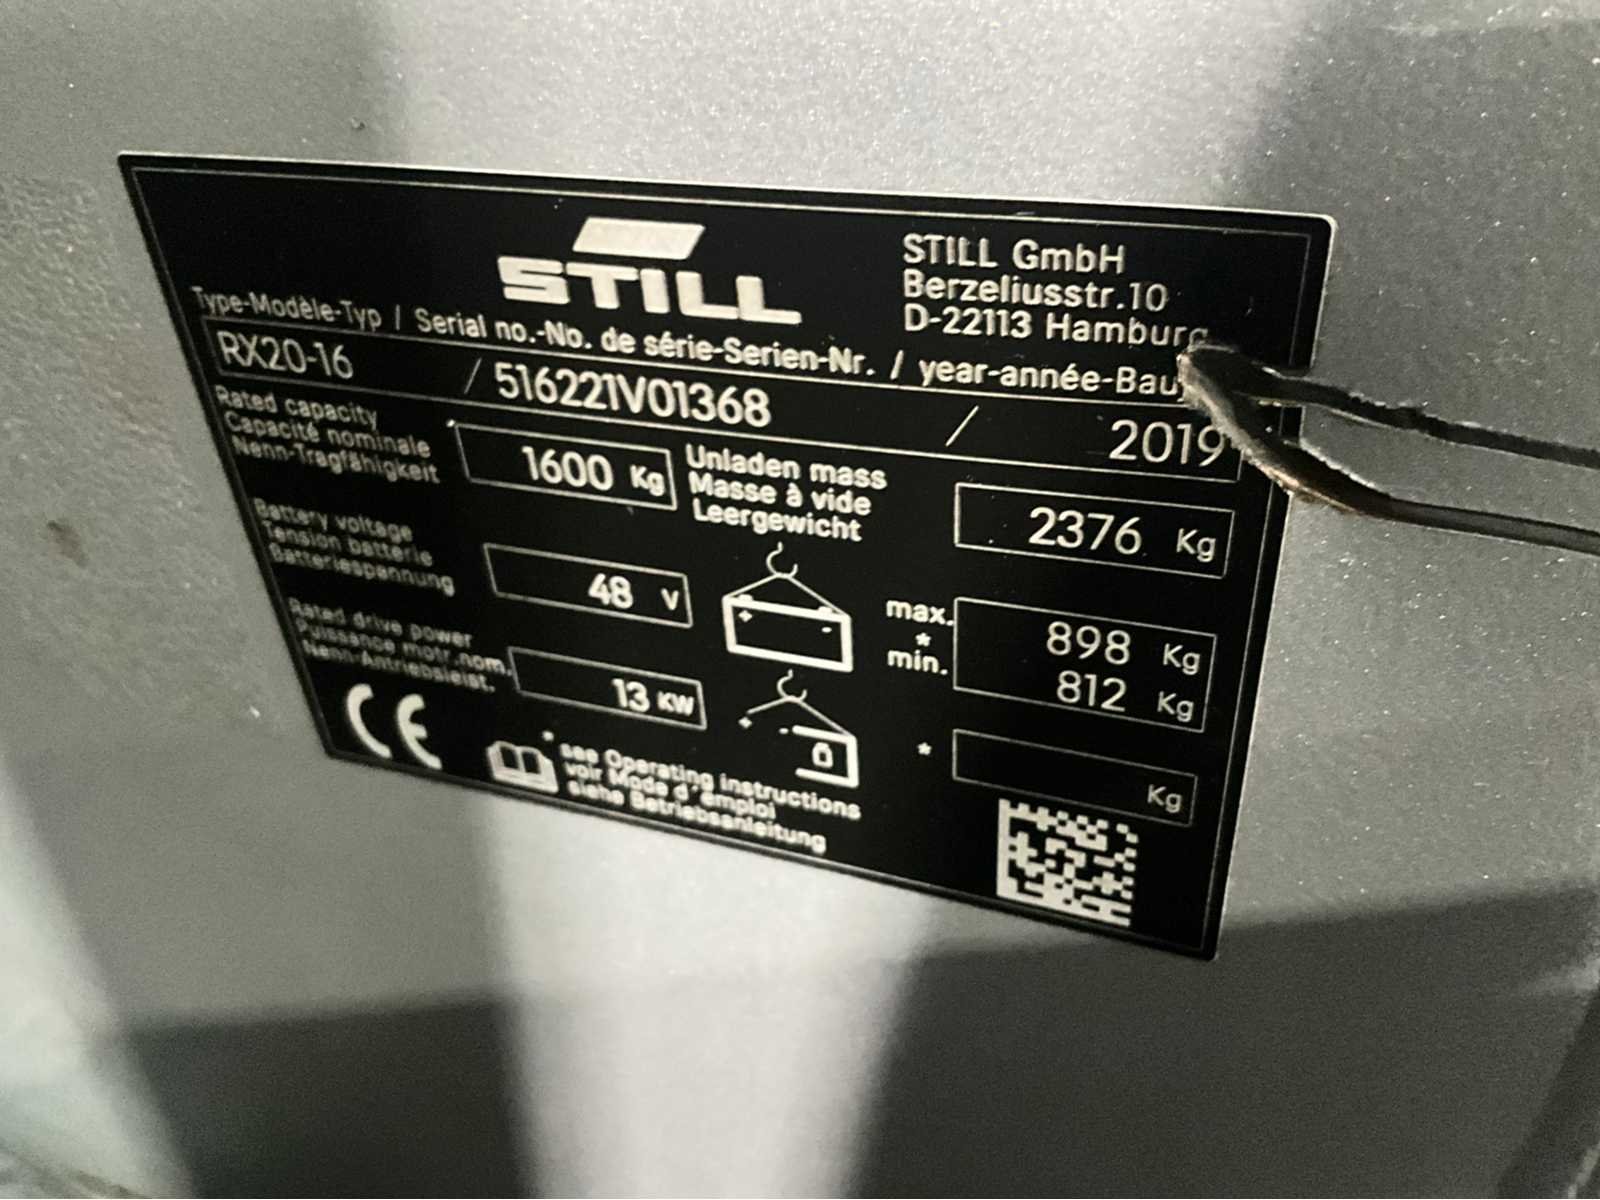 STILL
STILL GmbH
Berzeliusstr.10
D-22113 Hamburg
Type-Modèle-Typ / Serial no.-No. de série-Serien-Nr. / year-année-Bauj
RX20-16 / 516221V01368 / 2019
Rated capacity
Capacité nominale
Nenn-Tragfähigkeit
1600 Kg
Unladen mass
Masse à vide
Leergewicht
2376 Kg
Battery voltage
Tension batterie
Batteriespannung
48 V
+ -
max.
*
min.
898 Kg
812 Kg
Rated drive power
Puissance motr.nom.
Nenn-Antriebsleist.
13 KW
+ -
*
Kg
CE
* see Operating instructions
voir Mode d'emploi
siehe Betriebsanleitung